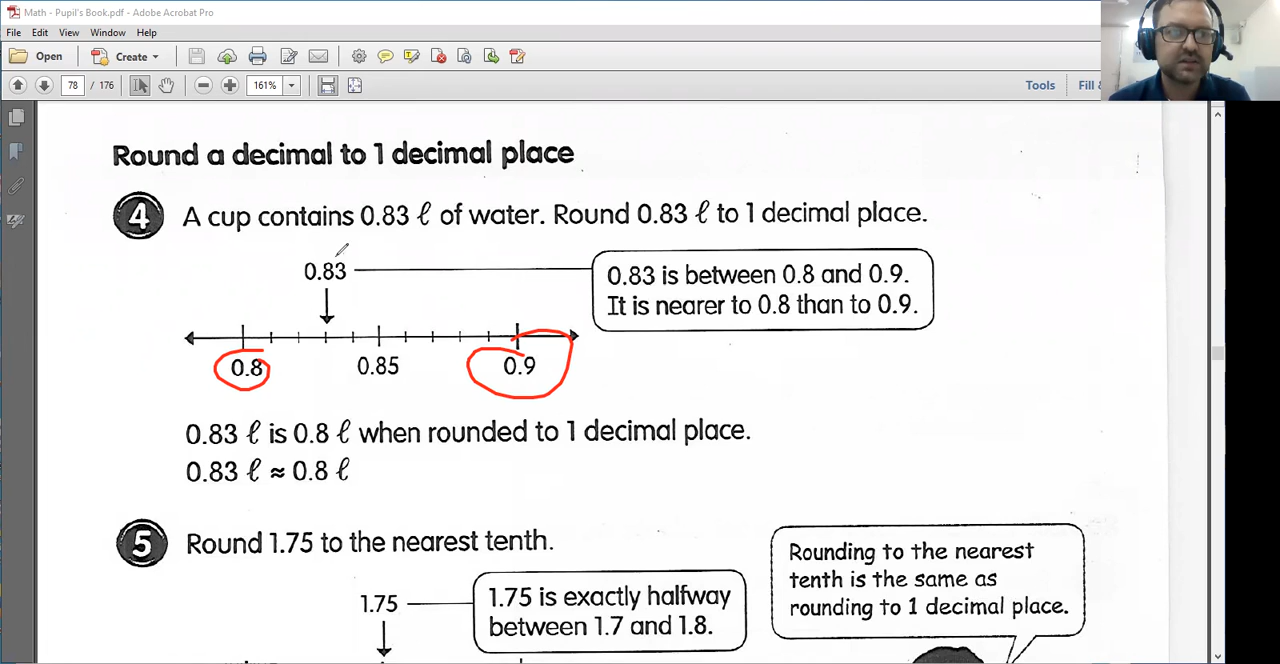 Math - Pupil's Book.pdf - Adobe Acrobat Pro
File Edit View Window Help
Open Create
78 / 176 161% Tools Fill &
Round a decimal to 1 decimal place
4 A cup contains 0.83 ℓ of water. Round 0.83 ℓ to 1 decimal place.
0.83
0.83 is between 0.8 and 0.9.
It is nearer to 0.8 than to 0.9.
0.8 0.85 0.9
0.83 ℓ is 0.8 ℓ when rounded to 1 decimal place.
0.83 ℓ ≈ 0.8 ℓ
5 Round 1.75 to the nearest tenth.
1.75
1.75 is exactly halfway
between 1.7 and 1.8.
Rounding to the nearest
tenth is the same as
rounding to 1 decimal place.